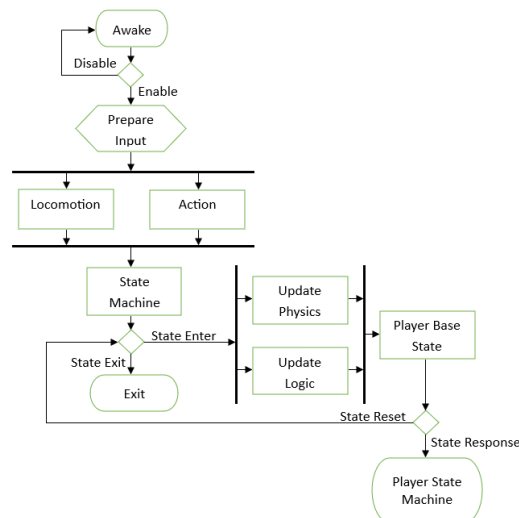 Awake
Disable
Enable
Prepare
Input
Locomotion
Action
State
Machine
Update
Physics
State Enter
Player Base
State
State Exit
Update
Logic
Exit
State Reset
State Response
Player State
Machine